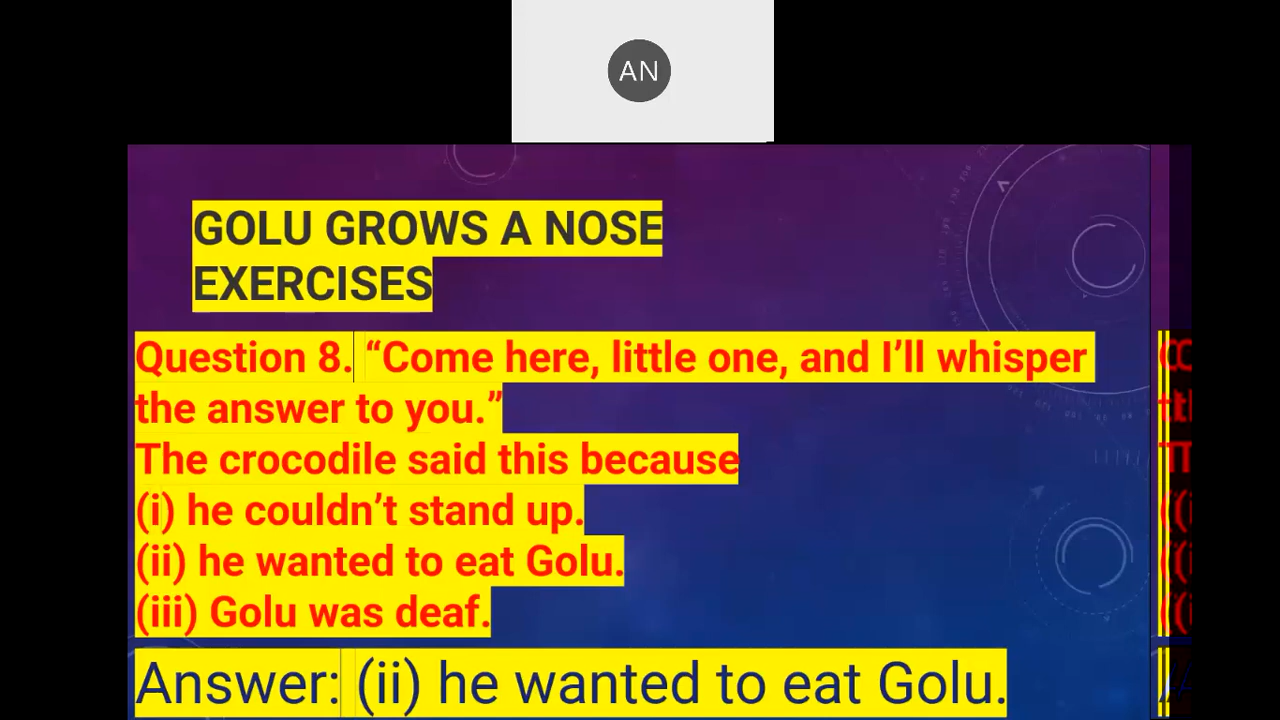 AN
GOLU GROWS A NOSE
EXERCISES
Question 8. “Come here, little one, and I’ll whisper
the answer to you.”
The crocodile said this because
(i) he couldn’t stand up.
(ii) he wanted to eat Golu.
(iii) Golu was deaf.
Answer: (ii) he wanted to eat Golu.